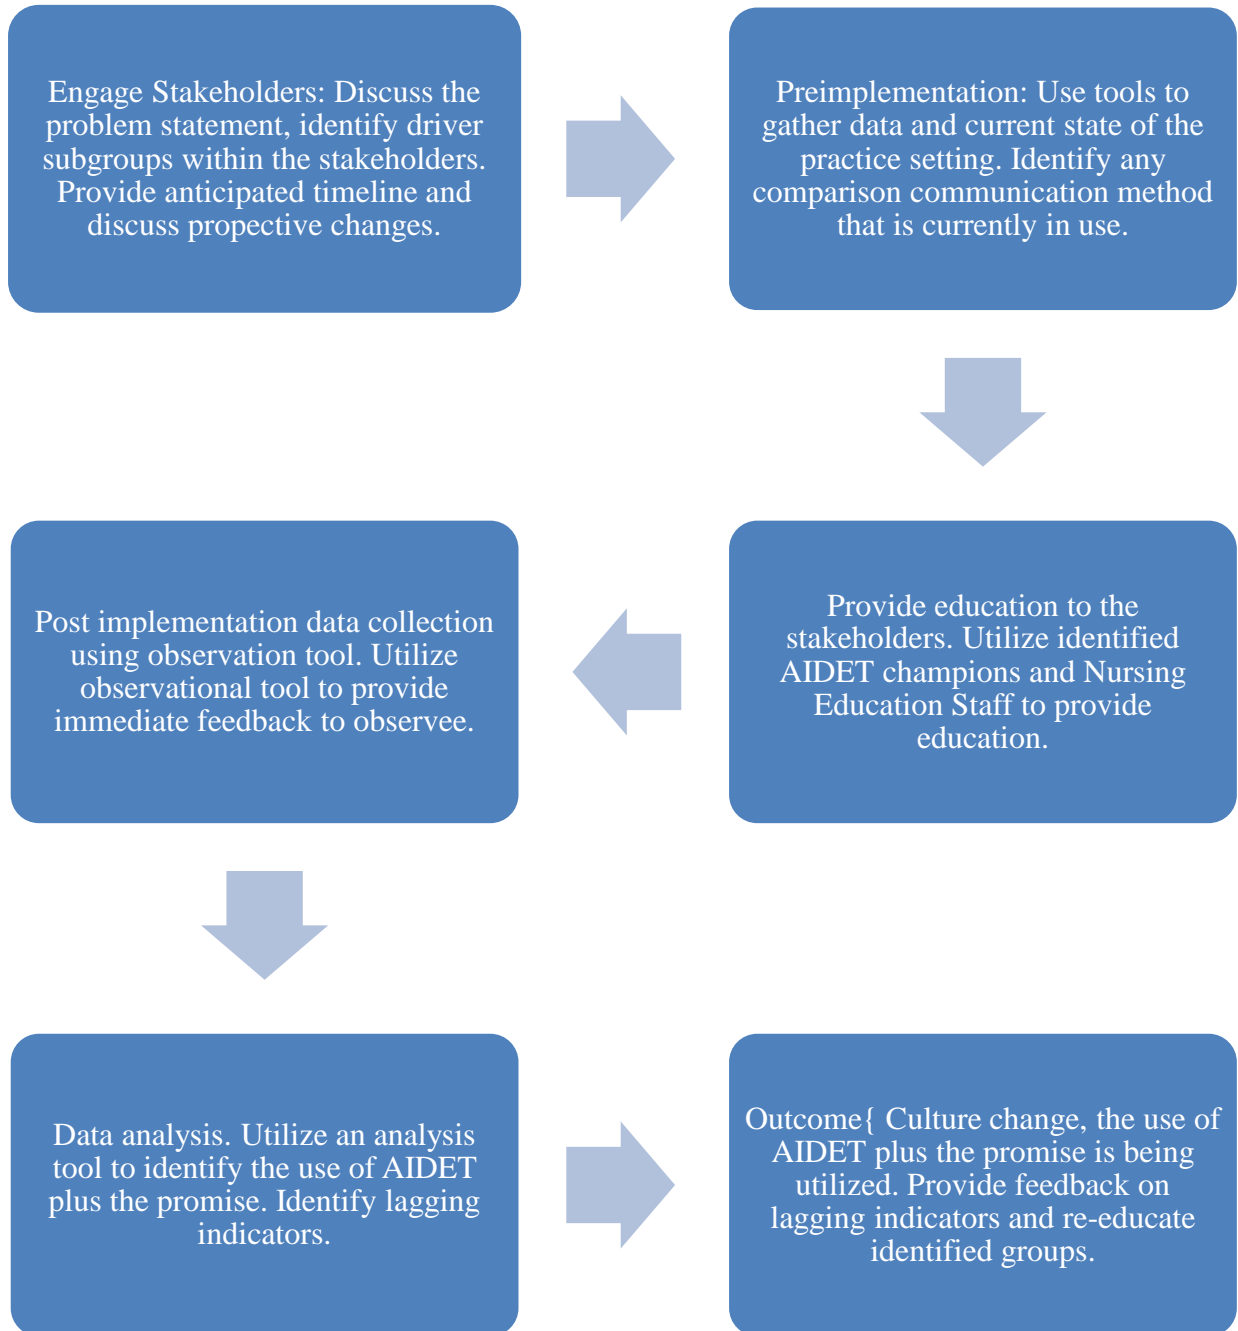 Engage Stakeholders: Discuss the
problem statement, identify driver
subgroups within the stakeholders.
Provide anticipated timeline and
discuss propective changes.
Preimplementation: Use tools to
gather data and current state of the
practice setting. Identify any
comparison communication method
that is currently in use.
Provide education to the
stakeholders. Utilize identified
AIDET champions and Nursing
Education Staff to provide
education.
Post implementation data collection
using observation tool. Utilize
observational tool to provide
immediate feedback to observee.
Data analysis. Utilize an analysis
tool to identify the use of AIDET
plus the promise. Identify lagging
indicators.
Outcome{ Culture change, the use of
AIDET plus the promise is being
utilized. Provide feedback on
lagging indicators and re-educate
identified groups.